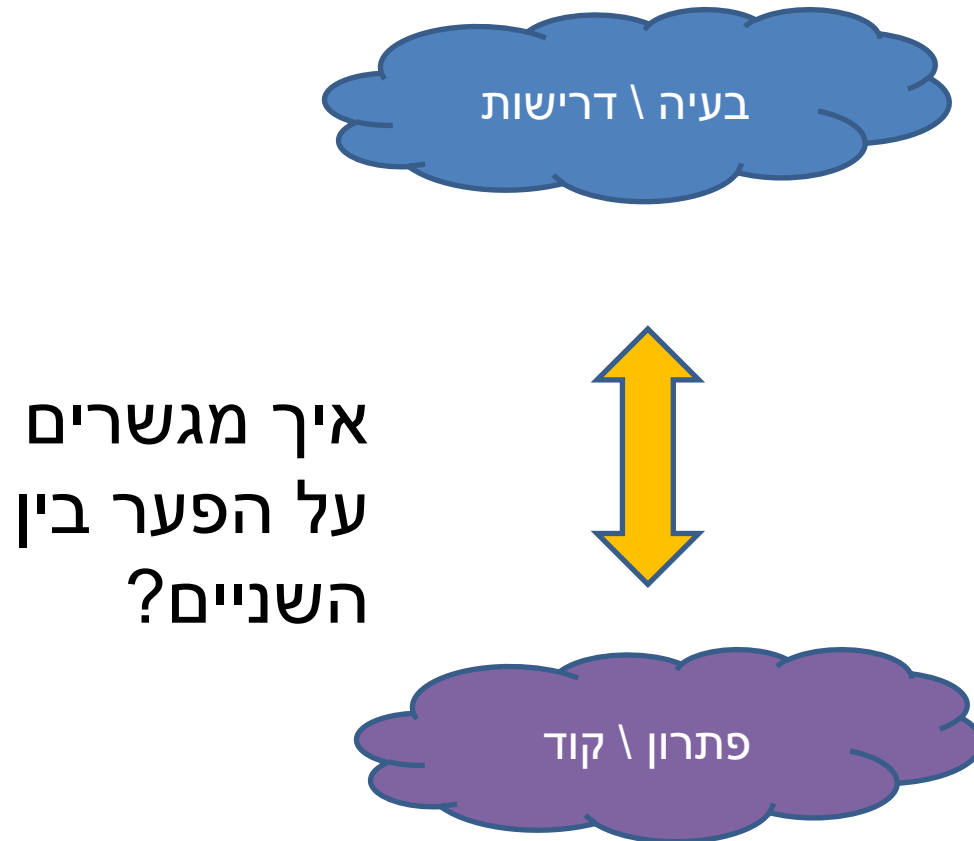 בעיה \ דרישות
איך מגשרים
על הפער בין
השניים?
פתרון \ קוד